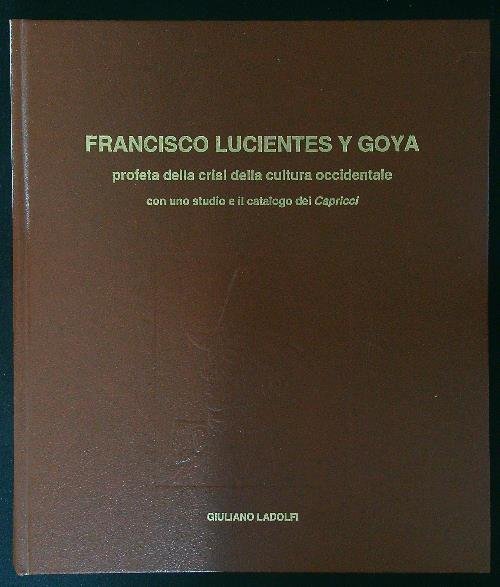 FRANCISCO LUCIENTES Y GOYA
profeta della crisi della cultura occidentale
con uno studio e il catalogo dei Capricci
GIULIANO LADOLFI